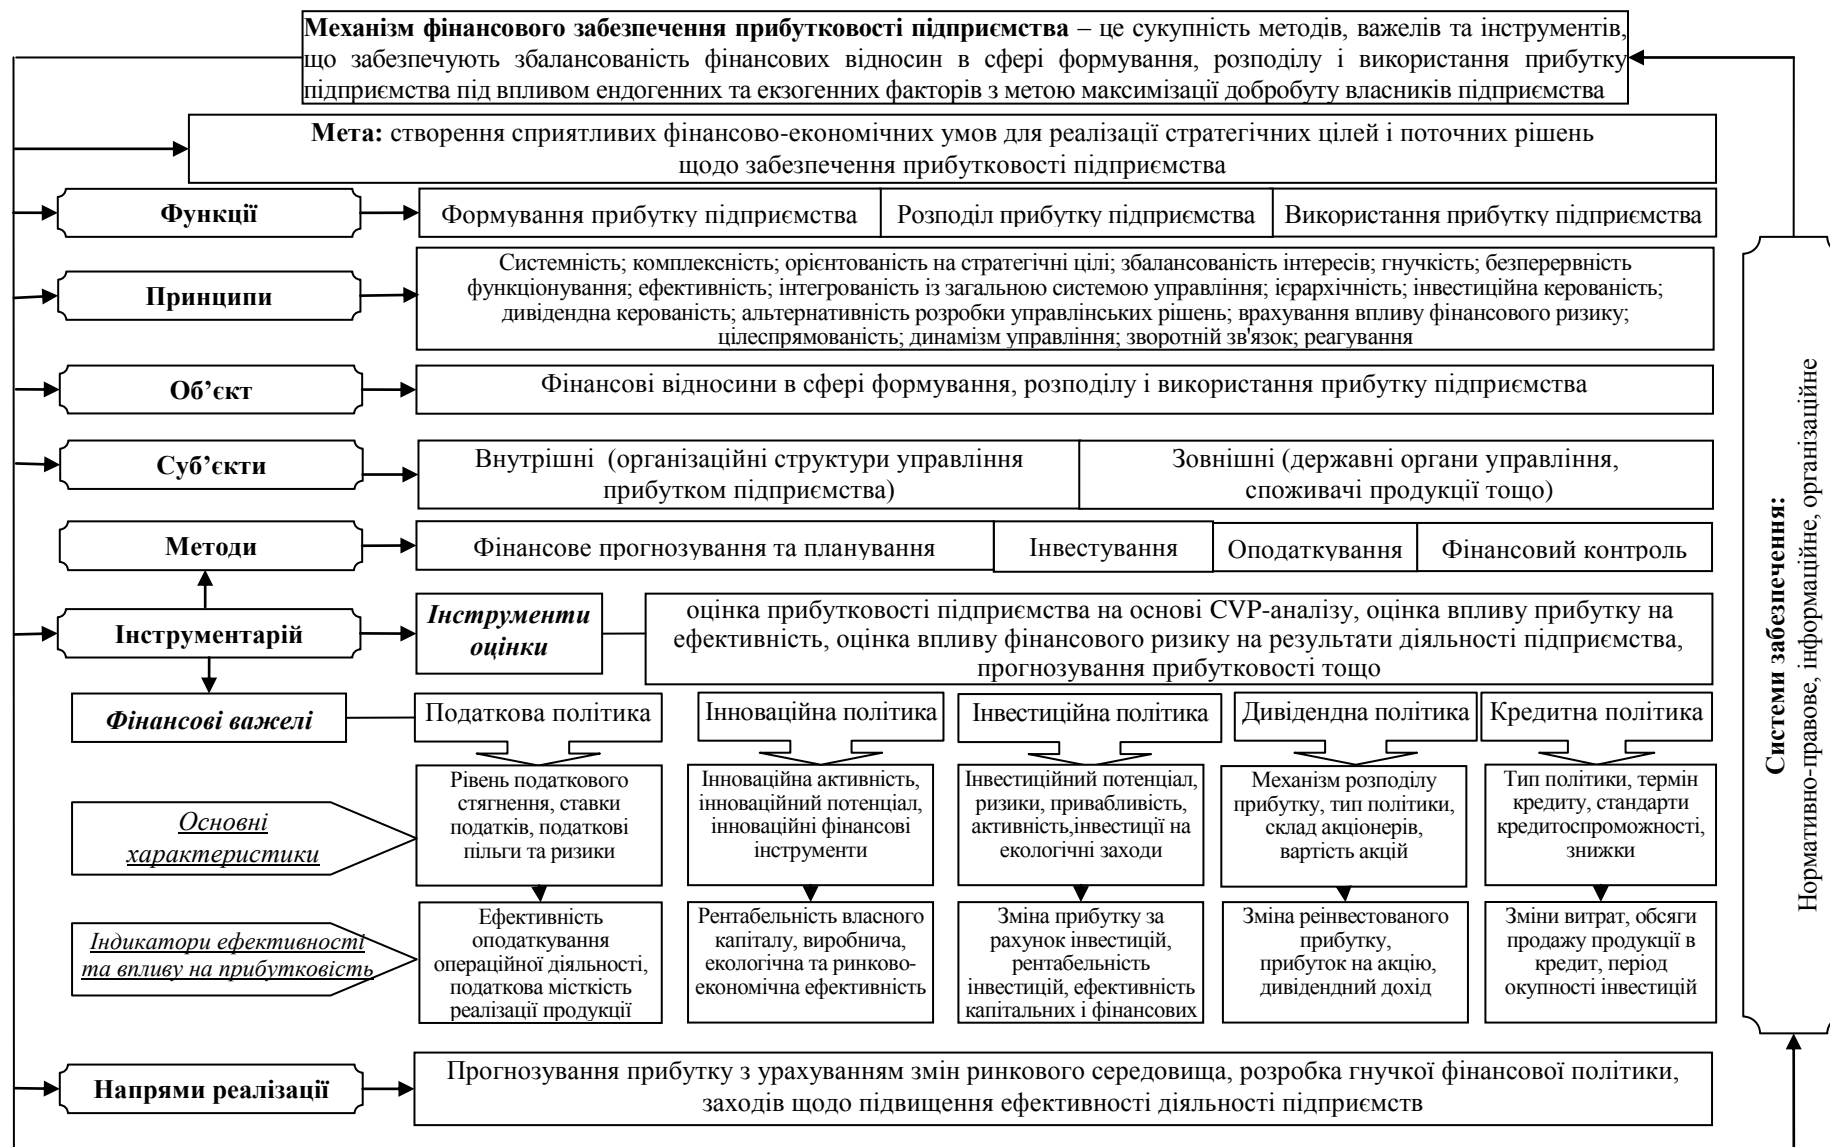 Механізм фінансового забезпечення прибутковості підприємства – це сукупність методів, важелів та інструментів,
що забезпечують збалансованість фінансових відносин в сфері формування, розподілу і використання прибутку
підприємства під впливом ендогенних та екзогенних факторів з метою максимізації добробуту власників підприємства
Мета: створення сприятливих фінансово-економічних умов для реалізації стратегічних цілей і поточних рішень
щодо забезпечення прибутковості підприємства
Функції
Формування прибутку підприємства
Розподіл прибутку підприємства
Використання прибутку підприємства
Принципи
Системність; комплексність; орієнтованість на стратегічні цілі; збалансованість інтересів; гнучкість; безперервність
функціонування; ефективність; інтегрованість із загальною системою управління; ієрархічність; інвестиційна керованість;
дивідендна керованість; альтернативність розробки управлінських рішень; врахування впливу фінансового ризику;
цілеспрямованість; динамізм управління; зворотній зв'язок; реагування
Об’єкт
Фінансові відносини в сфері формування, розподілу і використання прибутку підприємства
Суб’єкти
Внутрішні (організаційні структури управління
прибутком підприємства)
Зовнішні (державні органи управління,
споживачі продукції тощо)
Методи
Фінансове прогнозування та планування
Інвестування
Оподаткування
Фінансовий контроль
Інструментарій
Інструменти
оцінки
оцінка прибутковості підприємства на основі CVP-аналізу, оцінка впливу прибутку на
ефективність, оцінка впливу фінансового ризику на результати діяльності підприємства,
прогнозування прибутковості тощо
Фінансові важелі
Податкова політика
Інноваційна політика
Інвестиційна політика
Дивідендна політика
Кредитна політика
Основні
характеристики
Рівень податкового
стягнення, ставки
податків, податкові
пільги та ризики
Інноваційна активність,
інноваційний потенціал,
інноваційні фінансові
інструменти
Інвестиційний потенціал,
ризики, привабливість,
активність,інвестиції на
екологічні заходи
Механізм розподілу
прибутку, тип політики,
склад акціонерів,
вартість акцій
Тип політики, термін
кредиту, стандарти
кредитоспроможності,
знижки
Індикатори ефективності
та впливу на прибутковість
Ефективність
оподаткування
операційної діяльності,
податкова місткість
реалізації продукції
Рентабельність власного
капіталу, виробнича,
екологічна та ринково-
економічна ефективність
Зміна прибутку за
рахунок інвестицій,
рентабельність
інвестицій, ефективність
капітальних і фінансових
Зміна реінвестованого
прибутку,
прибуток на акцію,
дивідендний дохід
Зміни витрат, обсяги
продажу продукції в
кредит, період
окупності інвестицій
Напрями реалізації
Прогнозування прибутку з урахуванням змін ринкового середовища, розробка гнучкої фінансової політики,
заходів щодо підвищення ефективності діяльності підприємств
Системи забезпечення:
Нормативно-правове, інформаційне, організаційне